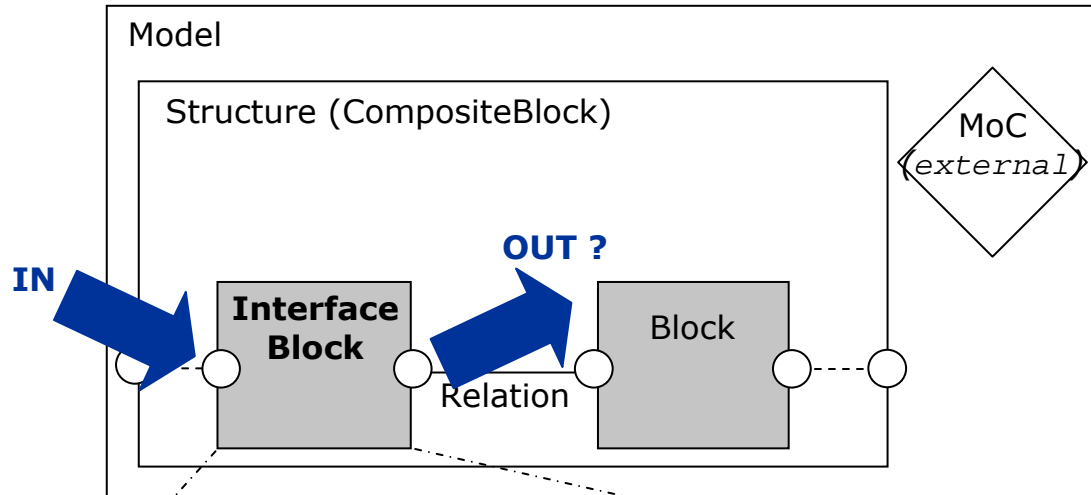 Model
Structure (CompositeBlock)
MoC
(external)
OUT ?
IN
Interface
Block
Block
Relation